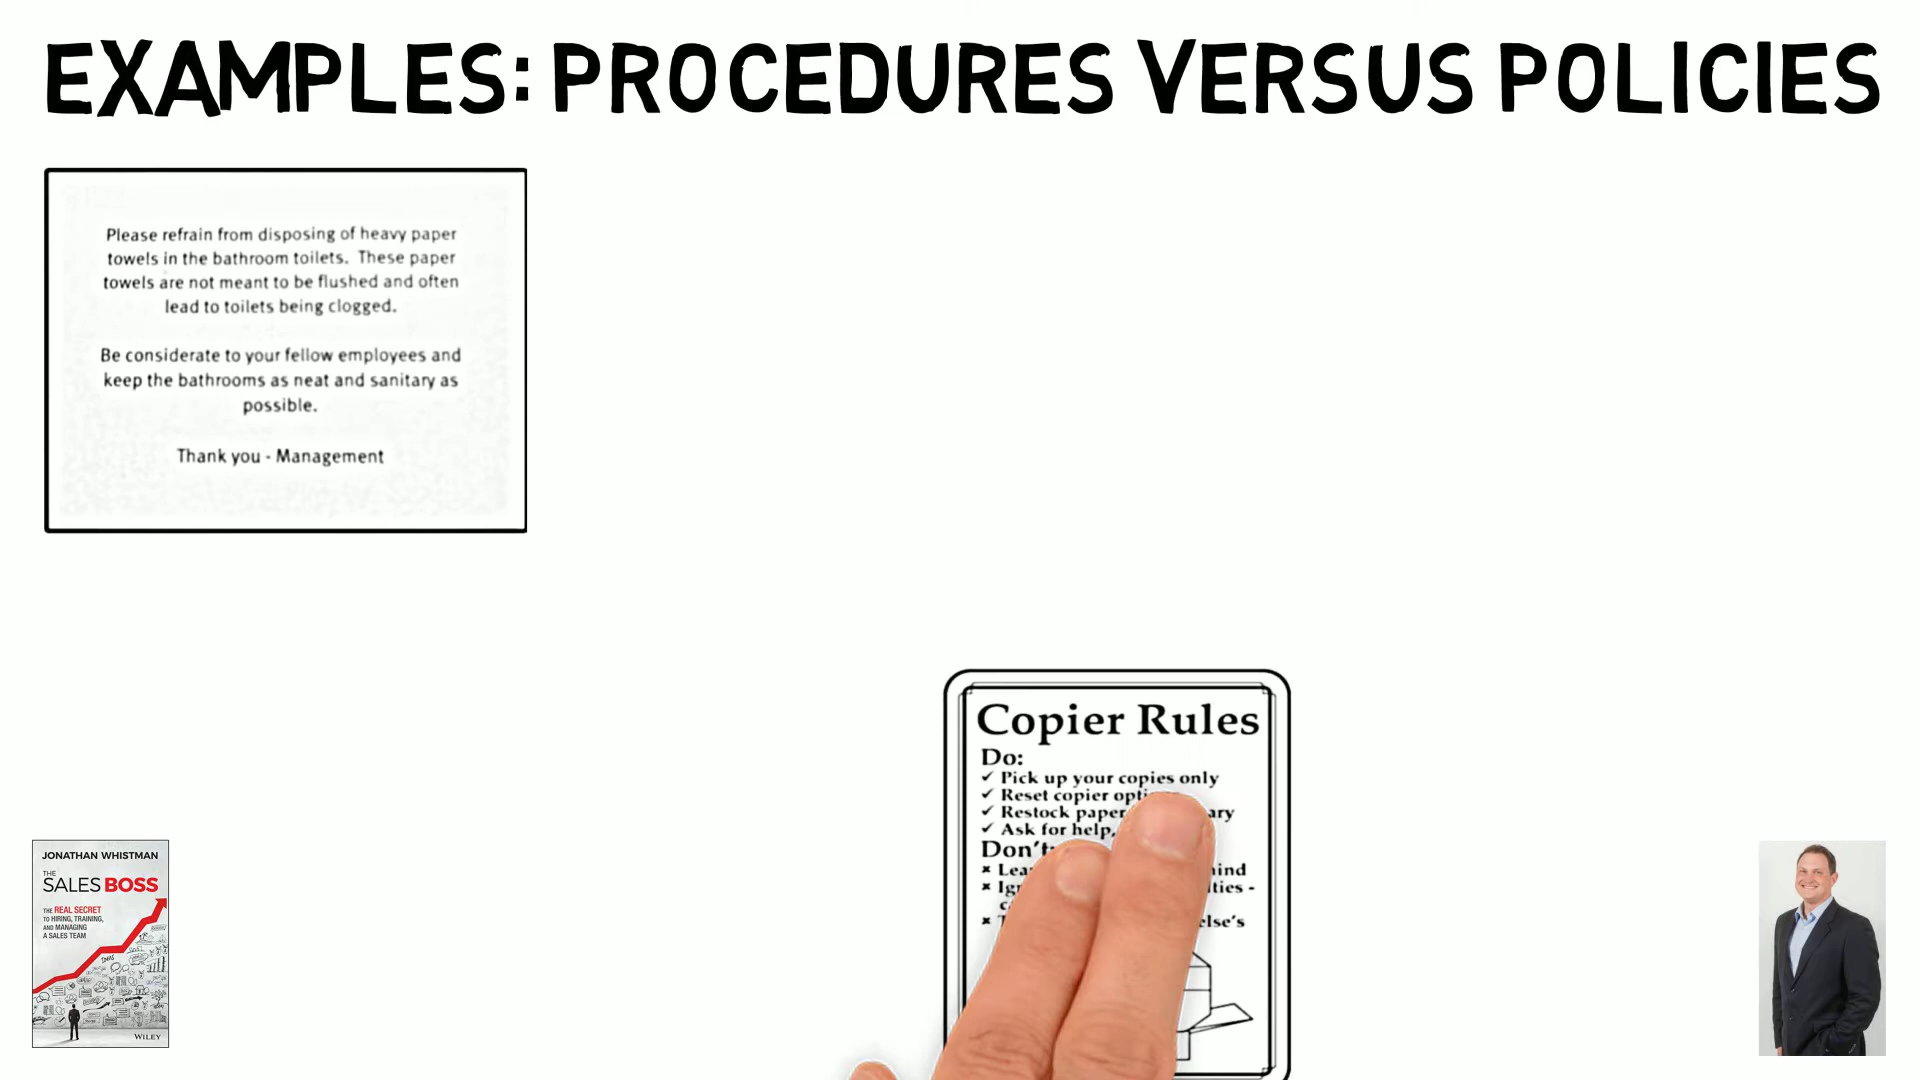 EXAMPLES: PROCEDURES VERSUS POLICIES
Please refrain from disposing of heavy paper
towels in the bathroom toilets. These paper
towels are not meant to be flushed and often
lead to toilets being clogged.
Be considerate to your fellow employees and
keep the bathrooms as neat and sanitary as
possible.
Thank you - Management
Copier Rules
Do:
✓ Pick up your copies only
✓ Reset copier
✓ Restock paper
✓ Ask for help,
Don't
else's
JONATHAN WHISTMAN
THE
SALES BOSS
THE REAL SECRET
TO HIRING, TRAINING,
AND MANAGING
A SALES TEAM
IDEAS
WILEY